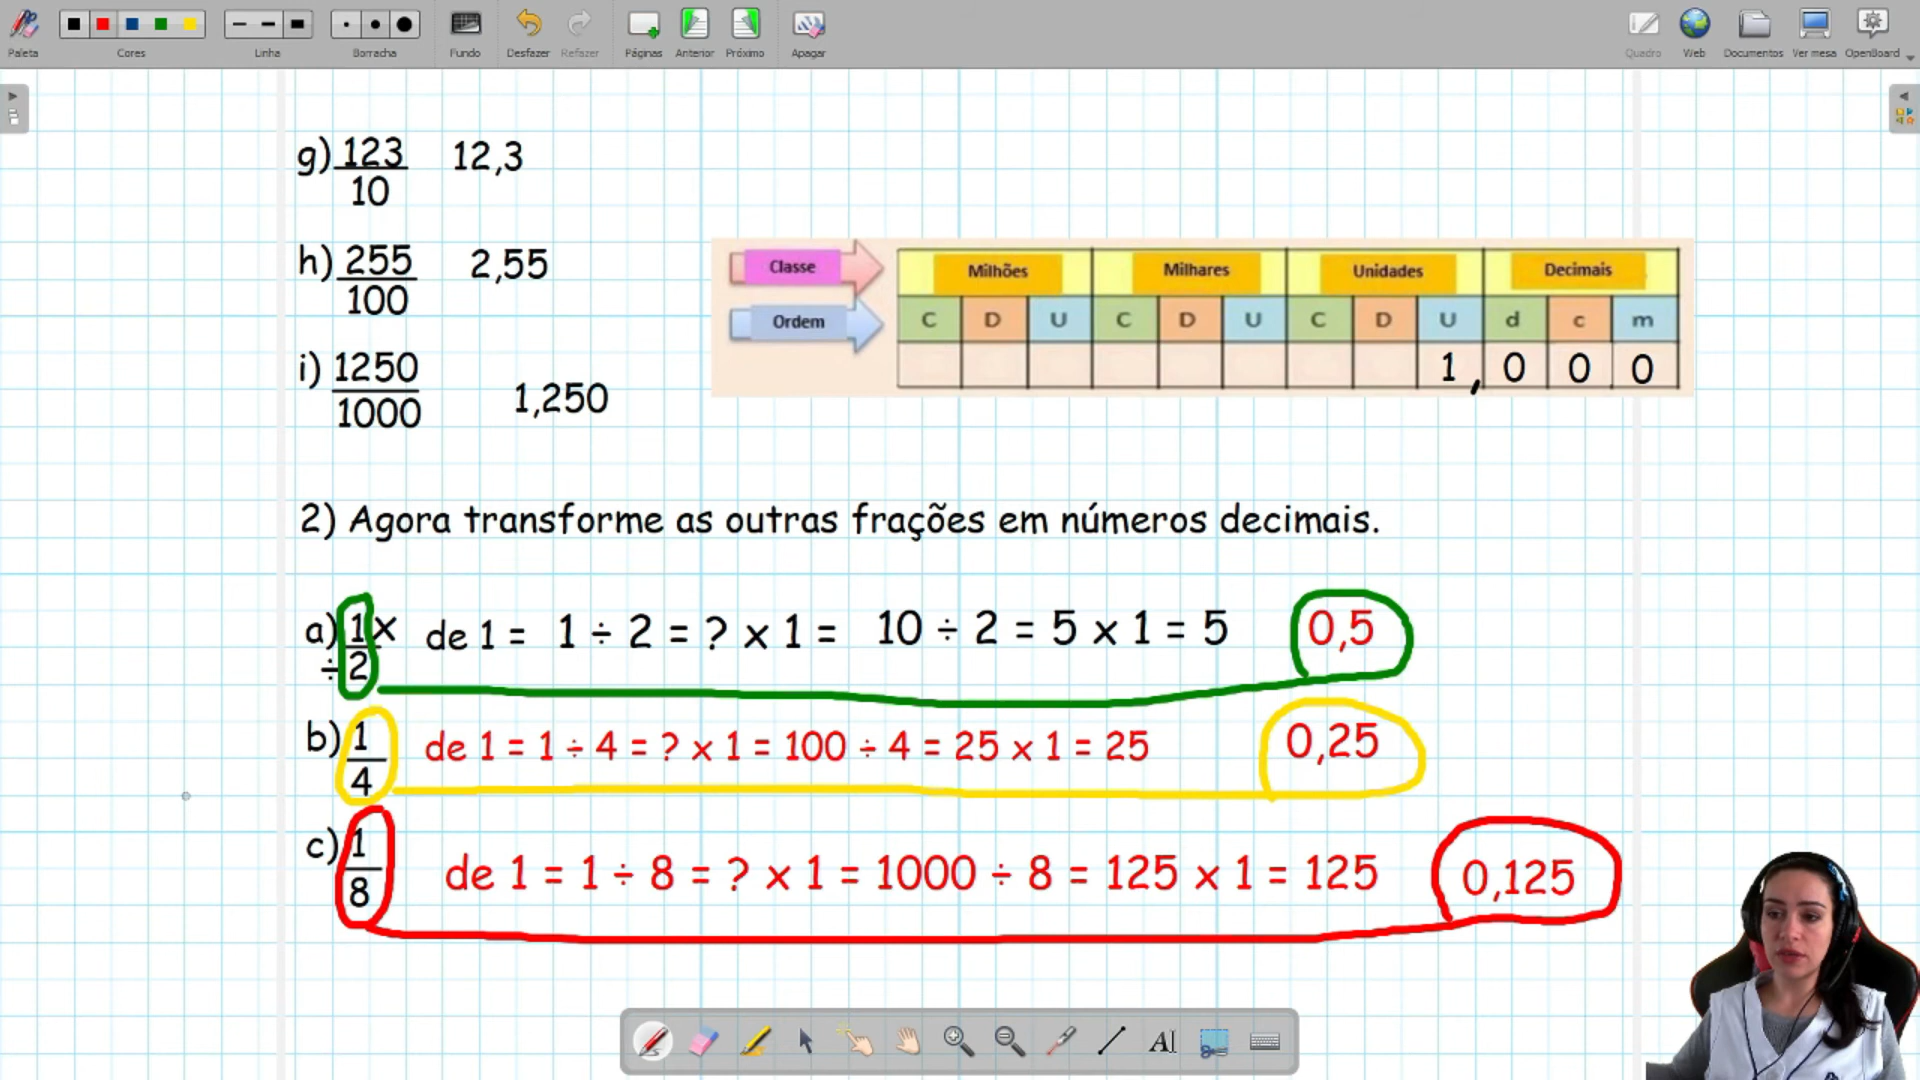 Paleta Cores Linha Borracha Fundo Desfazer Refazer Páginas Anterior Próximo Apagar Quadro Web Documentos Ver mesa OpenBoard
g) 123 12,3
10
h) 255 2,55
100
i) 1250 1,250
1000
Classe Milhões Milhares Unidades Decimais
Ordem C D U C D U C D U d c m
1 , 0 0 0
2) Agora transforme as outras frações em números decimais.
a) 1 x de 1 = 1 ÷ 2 = ? x 1 = 10 ÷ 2 = 5 x 1 = 5 0,5
÷ 2
b) 1 de 1 = 1 ÷ 4 = ? x 1 = 100 ÷ 4 = 25 x 1 = 25 0,25
4
c) 1 de 1 = 1 ÷ 8 = ? x 1 = 1000 ÷ 8 = 125 x 1 = 125 0,125
8